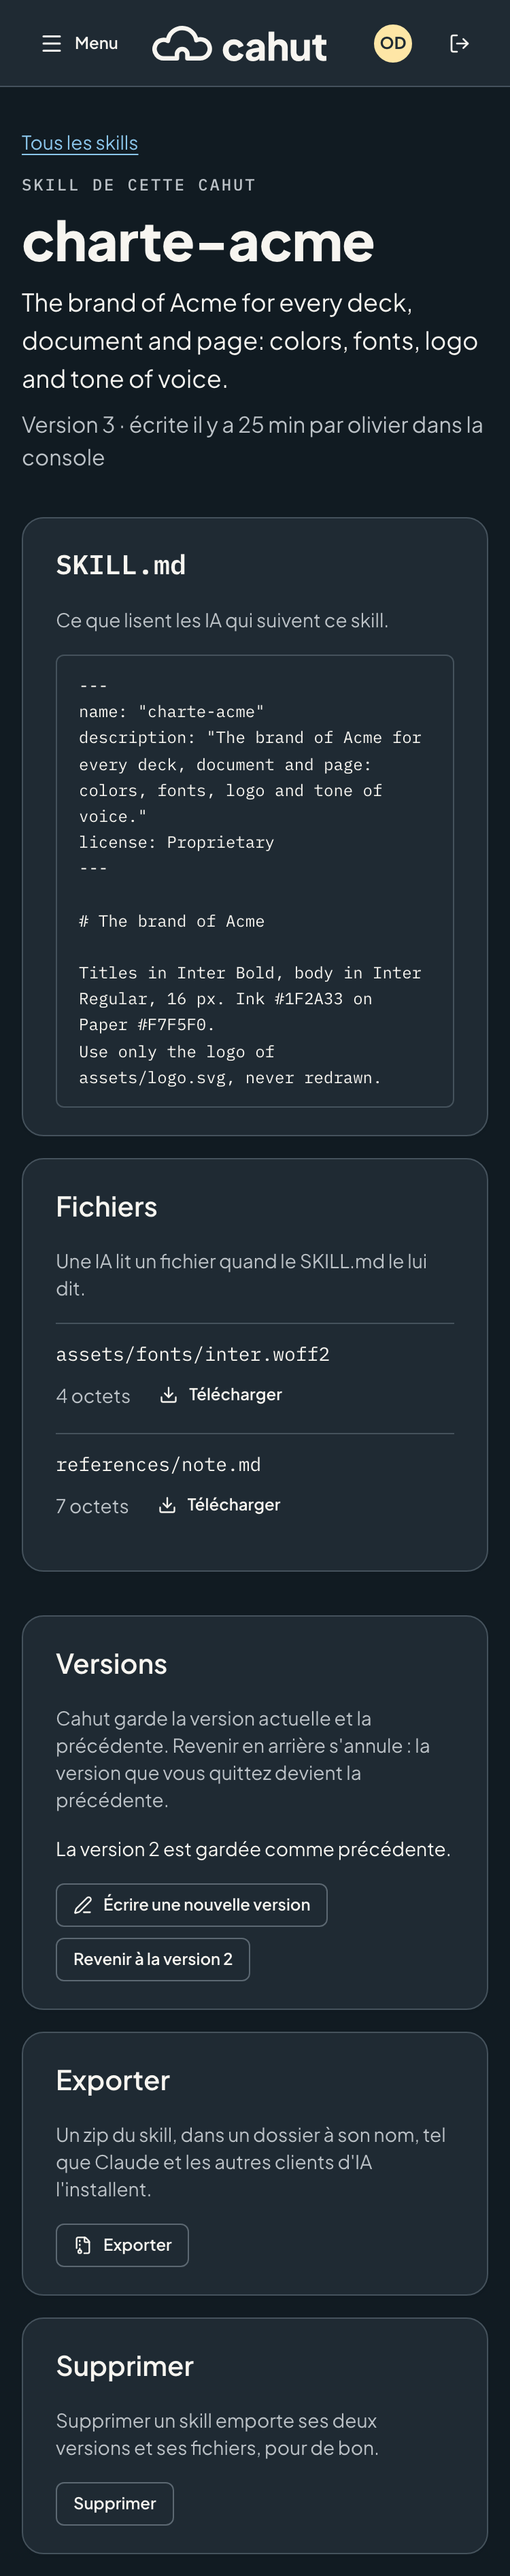 Menu
cahut
OD
Tous les skills
SKILL DE CETTE CAHUT
charte-acme
The brand of Acme for every deck,
document and page: colors, fonts, logo
and tone of voice.
Version 3 · écrite il y a 25 min par olivier dans la
console
SKILL.md
Ce que lisent les IA qui suivent ce skill.
---
name: "charte-acme"
description: "The brand of Acme for
every deck, document and page:
colors, fonts, logo and tone of
voice."
license: Proprietary
---
# The brand of Acme
Titles in Inter Bold, body in Inter
Regular, 16 px. Ink #1F2A33 on
Paper #F7F5F0.
Use only the logo of
assets/logo.svg, never redrawn.
Fichiers
Une IA lit un fichier quand le SKILL.md le lui
dit.
assets/fonts/inter.woff2
4 octets Télécharger
references/note.md
7 octets Télécharger
Versions
Cahut garde la version actuelle et la
précédente. Revenir en arrière s'annule : la
version que vous quittez devient la
précédente.
La version 2 est gardée comme précédente.
Écrire une nouvelle version
Revenir à la version 2
Exporter
Un zip du skill, dans un dossier à son nom, tel
que Claude et les autres clients d'IA
l'installent.
Exporter
Supprimer
Supprimer un skill emporte ses deux
versions et ses fichiers, pour de bon.
Supprimer